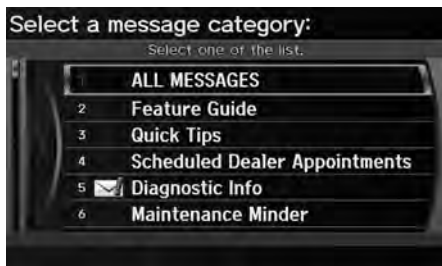 Select a message category:
Select one of the list.
1 ALL MESSAGES
2 Feature Guide
3 Quick Tips
4 Scheduled Dealer Appointments
5 Diagnostic Info
6 Maintenance Minder